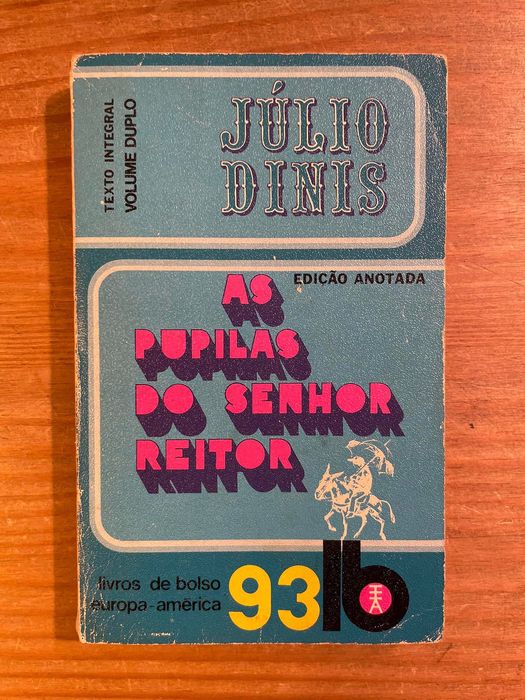 TEXTO INTEGRAL
VOLUME DUPLO
JÚLIO
DINIS
EDIÇÃO ANOTADA
AS
PUPILAS
DO SENHOR
REITOR
livros de bolso
europa-américa
93
lb